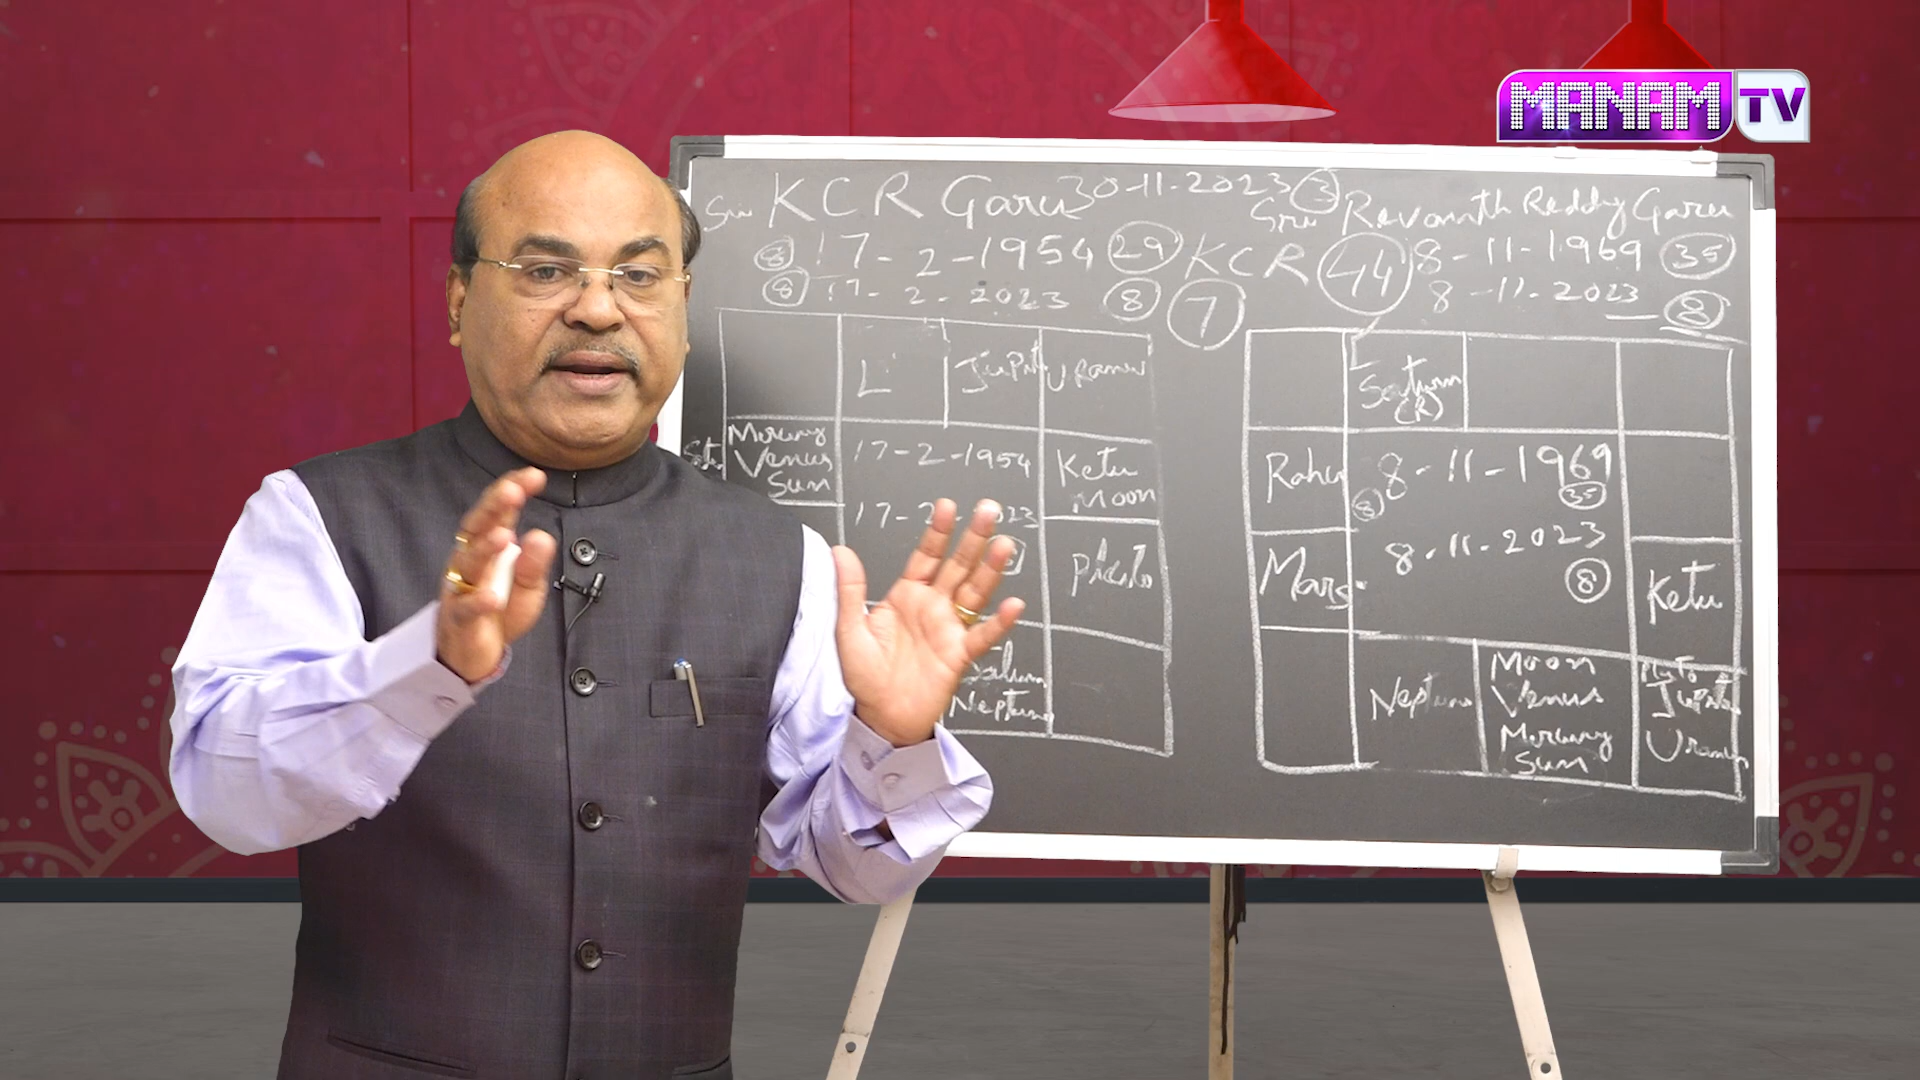 MANAM TV
Sri KCR Garu 30-11-2023 3 Sri Revanth Reddy Garu
8 17-2-1954 29 KCR 44 8-11-1969 35
8 17-2-2023 8 7 8-11-2023 8
L Jupit Uranus
Mercury
Venus
Sun
17-2-1954
17-2-2023
Ketu
Moon
Pluto
Neptune
Saturn
(R)
Rahu
8-11-1969
8 35
Mars
8-11-2023
8
Ketu
Neptune
Moon
Venus
Mercury
Sun
Pluto
Jupiter
Uranus